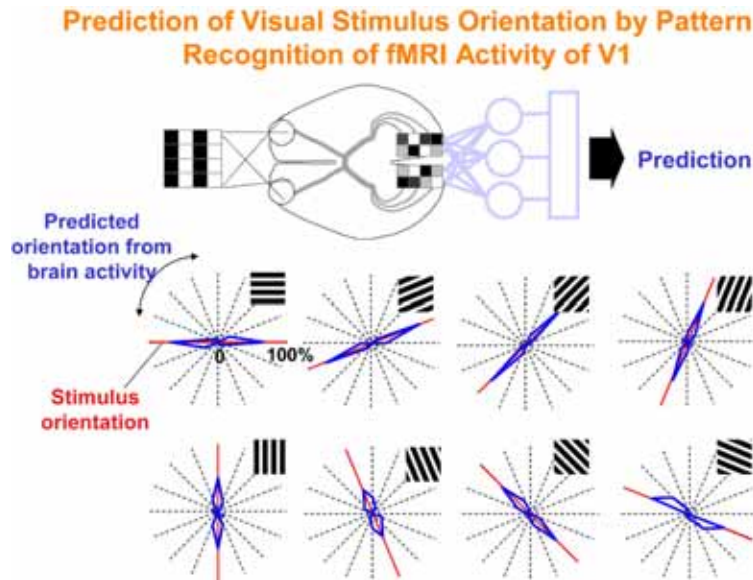 Prediction of Visual Stimulus Orientation by Pattern
Recognition of fMRI Activity of V1
Prediction
Predicted
orientation from
brain activity
0 100%
Stimulus
orientation